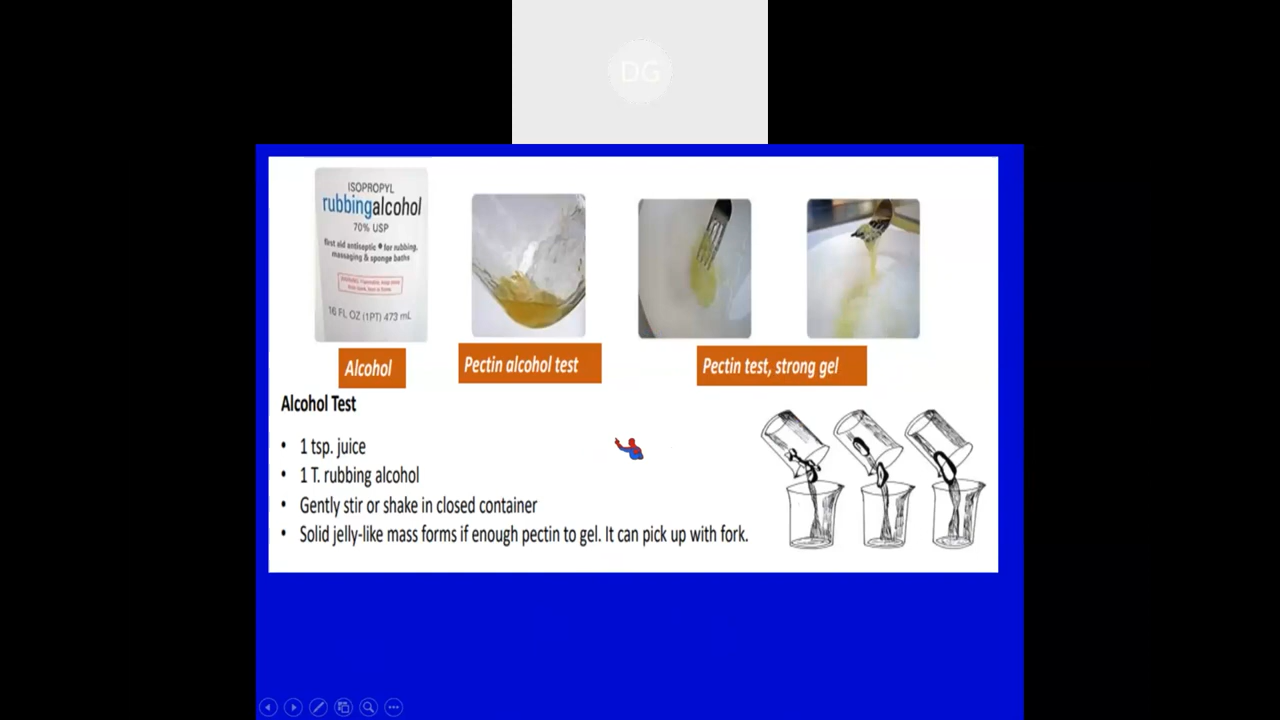 DG
ISOPROPYL
rubbingalcohol
70% USP
first aid antiseptic • for rubbing,
massaging & sponge baths
16 FL OZ (1PT) 473 mL
Alcohol
Pectin alcohol test
Pectin test, strong gel
Alcohol Test
• 1 tsp. juice
• 1 T. rubbing alcohol
• Gently stir or shake in closed container
• Solid jelly-like mass forms if enough pectin to gel. It can pick up with fork.